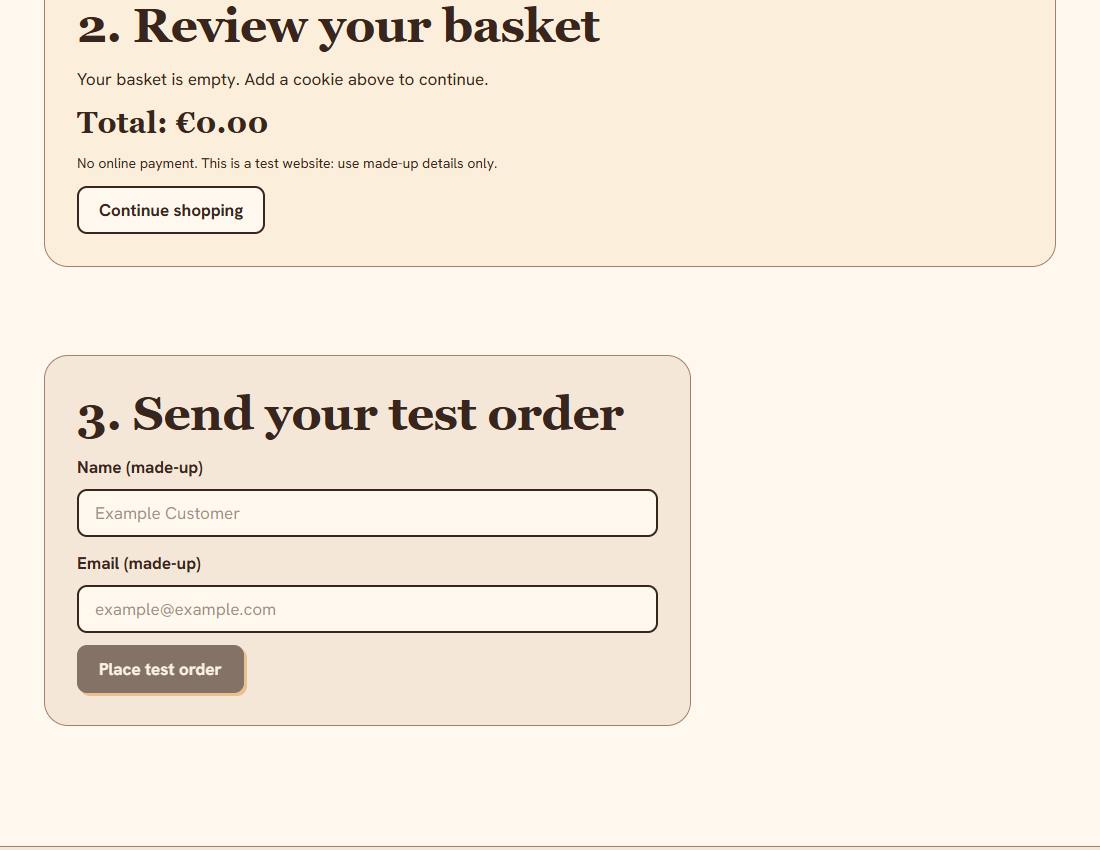 2. Review your basket
Your basket is empty. Add a cookie above to continue.
Total: €0.00
No online payment. This is a test website: use made-up details only.
Continue shopping
3. Send your test order
Name (made-up)
Example Customer
Email (made-up)
example@example.com
Place test order